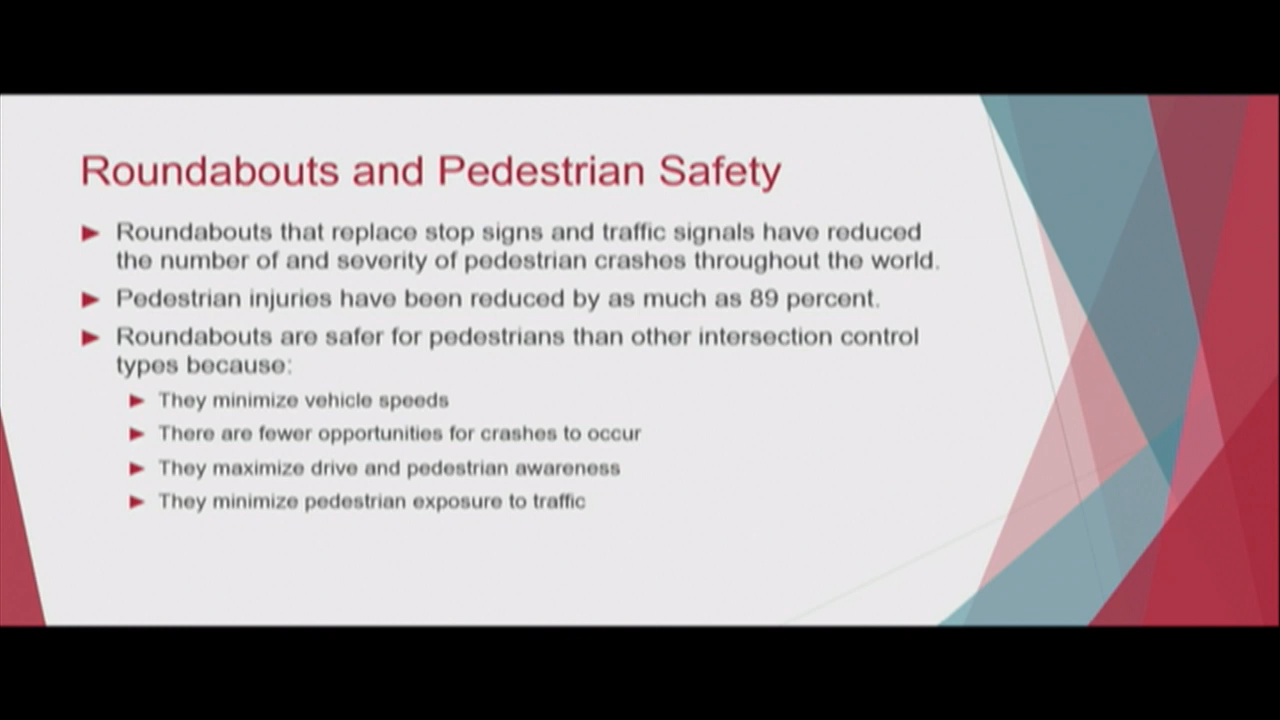 Roundabouts and Pedestrian Safety
Roundabouts that replace stop signs and traffic signals have reduced
the number of and severity of pedestrian crashes throughout the world.
Pedestrian injuries have been reduced by as much as 89 percent.
Roundabouts are safer for pedestrians than other intersection control
types because:
They minimize vehicle speeds
There are fewer opportunities for crashes to occur
They maximize drive and pedestrian awareness
They minimize pedestrian exposure to traffic